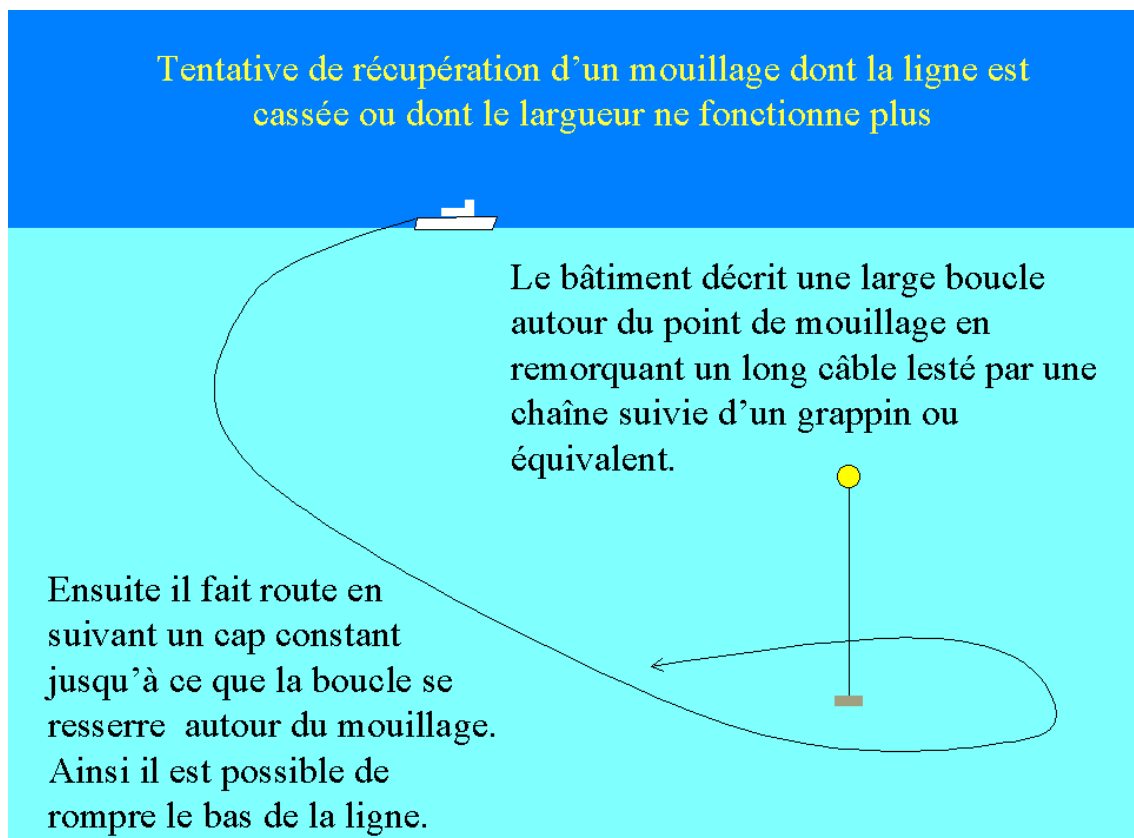 Tentative de récupération d’un mouillage dont la ligne est
cassée ou dont le largueur ne fonctionne plus
Le bâtiment décrit une large boucle
autour du point de mouillage en
remorquant un long câble lesté par une
chaîne suivie d’un grappin ou
équivalent.
Ensuite il fait route en
suivant un cap constant
jusqu’à ce que la boucle se
resserre  autour du mouillage.
Ainsi il est possible de
rompre le bas de la ligne.